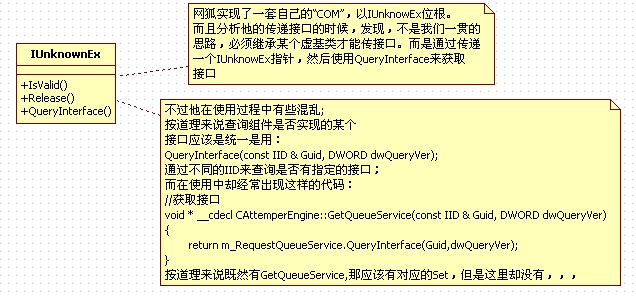 IUnknownEx
+IsValid()
+Release()
+QueryInterface()
网狐实现了一套自己的“COM”，以IUnknowEx位根。
而且分析他的传递接口的时候，发现，不是我们一贯的
思路，必须继承某个虚基类才能传接口。而是通过传递
一个IUnknowEx指针，然后使用QueryInterface来获取
接口
不过他在使用过程中有些混乱;
按道理来说查询组件是否实现的某个
接口应该是统一是用：
QueryInterface(const IID & Guid, DWORD dwQueryVer);
通过不同的IID来查询是否有指定的接口；
而在使用中却经常出现这样的代码：
//获取接口
void * __cdecl CAttemperEngine::GetQueueService(const IID & Guid, DWORD dwQueryVer)
{
return m_RequestQueueService.QueryInterface(Guid,dwQueryVer);
}
按道理来说既然有GetQueueService,那应该有对应的Set，但是这里却没有，，，